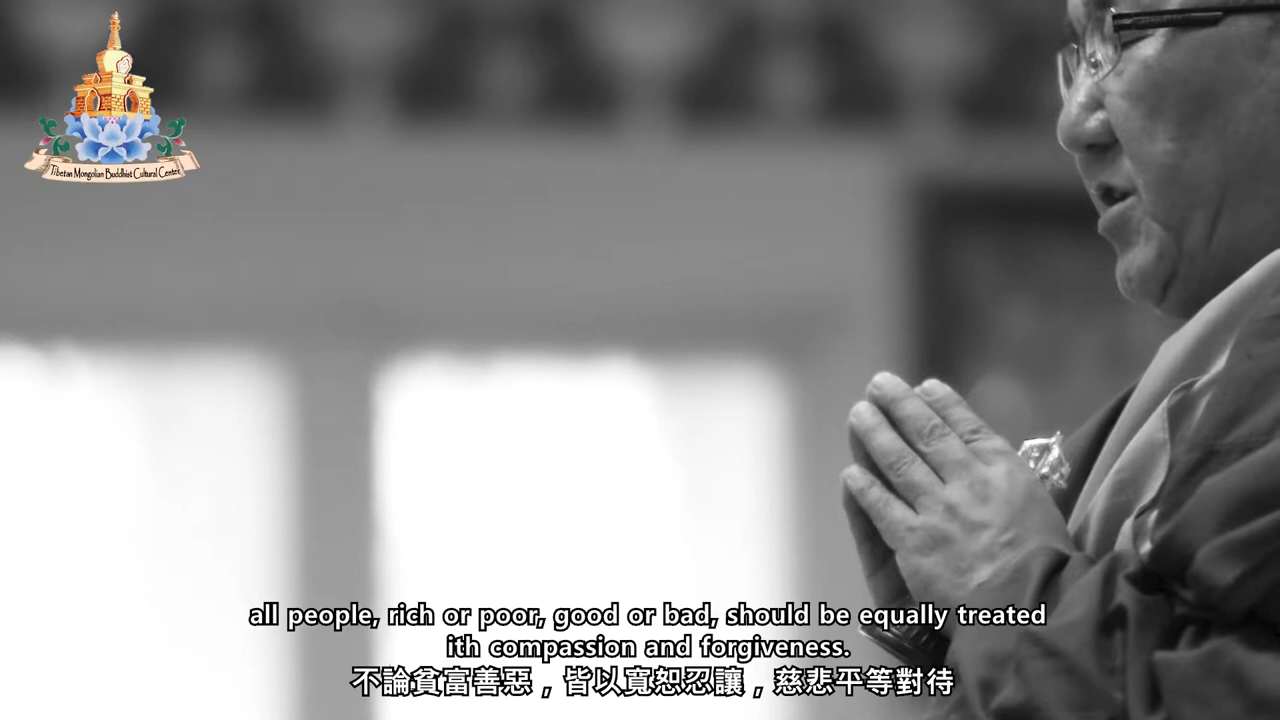 Tibetan Mongolian Buddhist Cultural Center
all people, rich or poor, good or bad, should be equally treated
ith compassion and forgiveness.
不論貧富善惡，皆以寬恕忍讓，慈悲平等對待